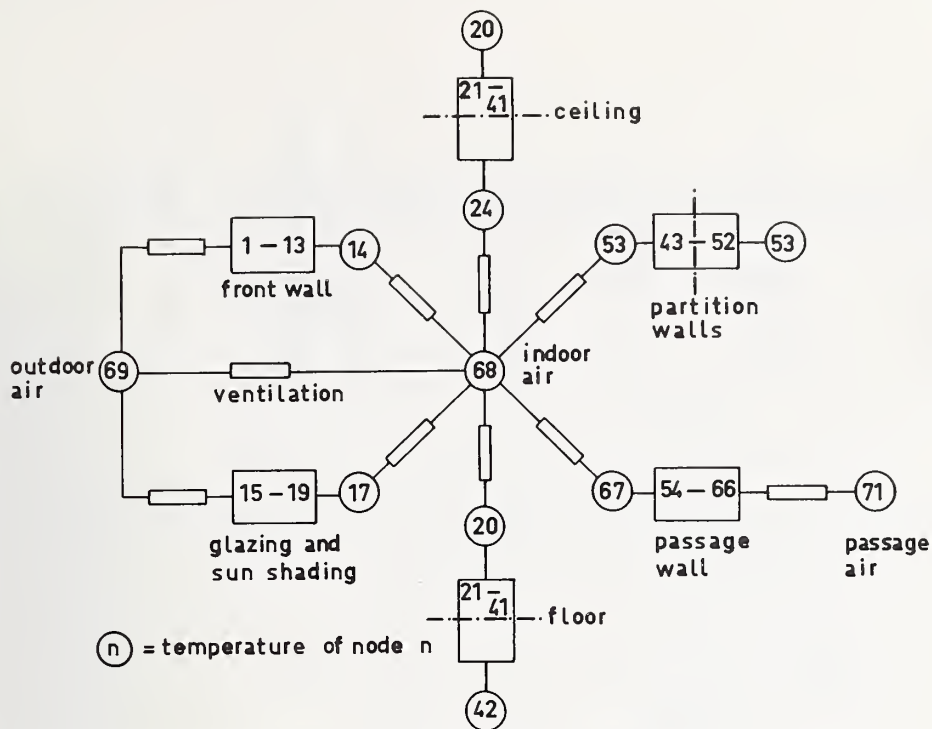 20
21-
41
ceiling
24
1-13
14
front wall
53
43-52
53
partition
walls
outdoor
air
69
ventilation
68
indoor
air
15-19
17
glazing and
sun shading
67
54-66
71
passage
wall
passage
air
20
21-
41
floor
n = temperature of node n
42